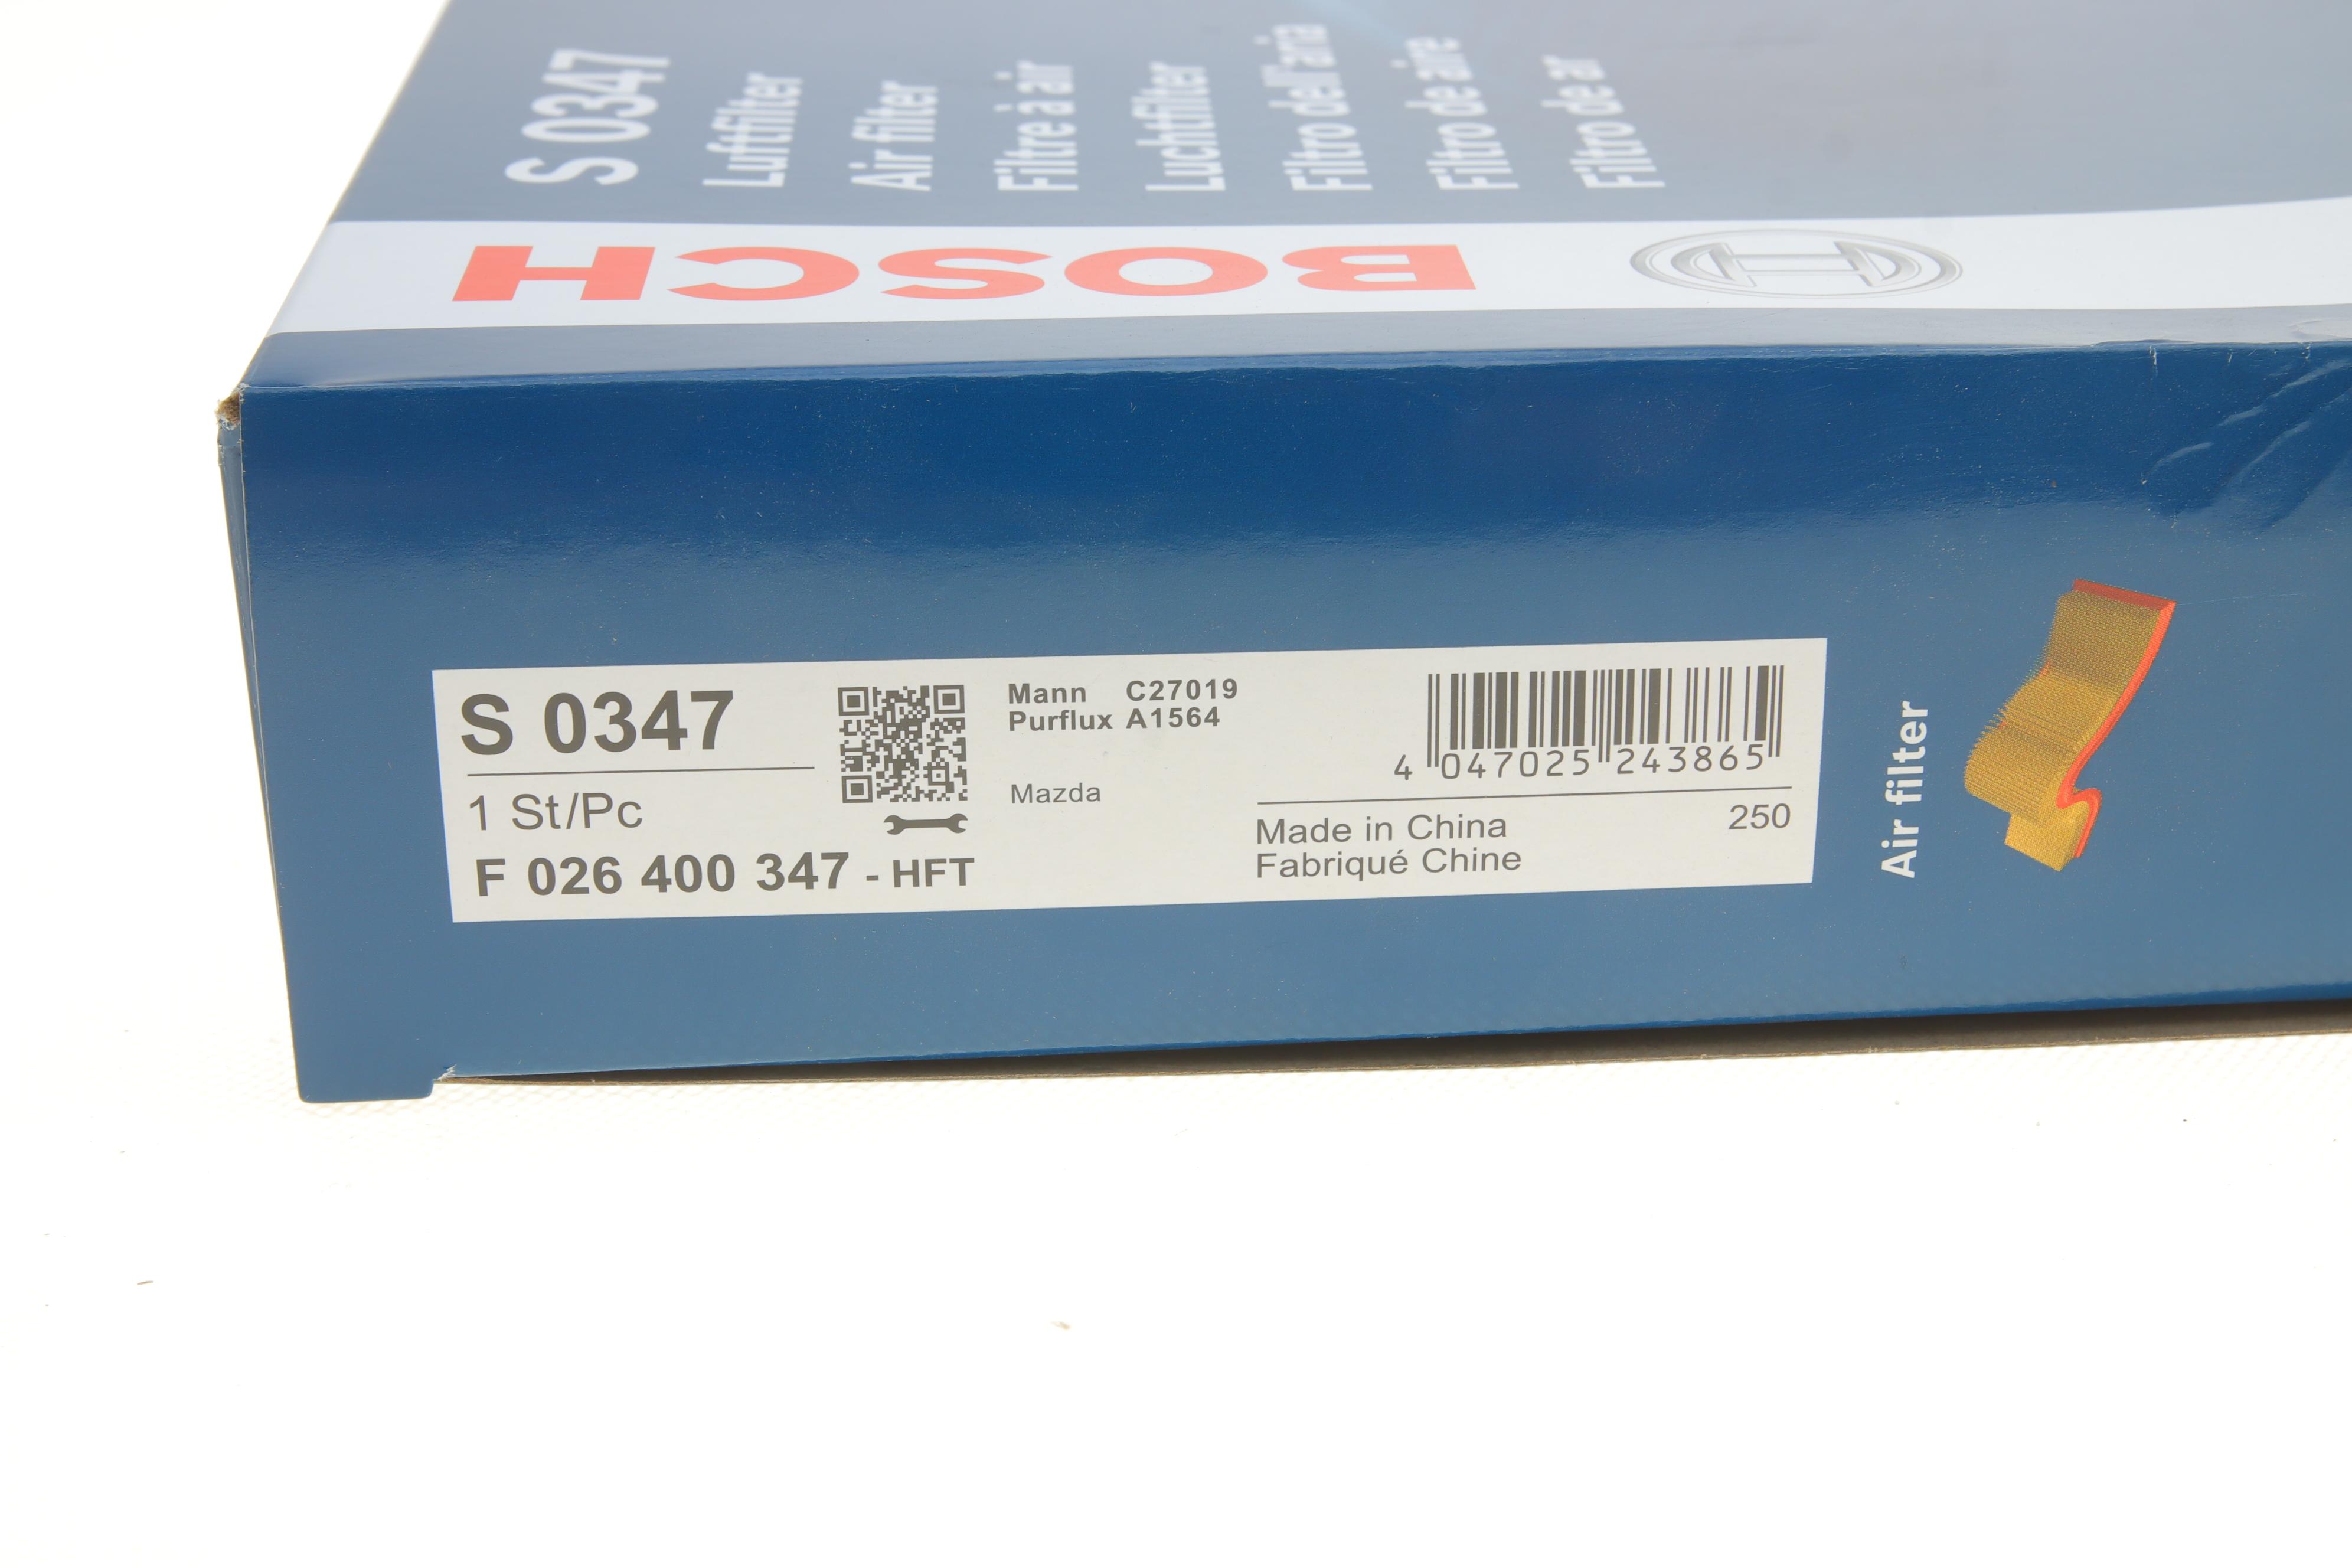 S 0347
Luftfilter
Air filter
Filtre à air
Luchtfilter
Filtro dell'aria
Filtro de aire
Filtro de ar
BOSCH
S 0347
1 St/Pc
F 026 400 347 - HFT
Mann C27019
Purflux A1564
Mazda
4 047025 243865
Made in China
Fabriqué Chine
250
Air filter